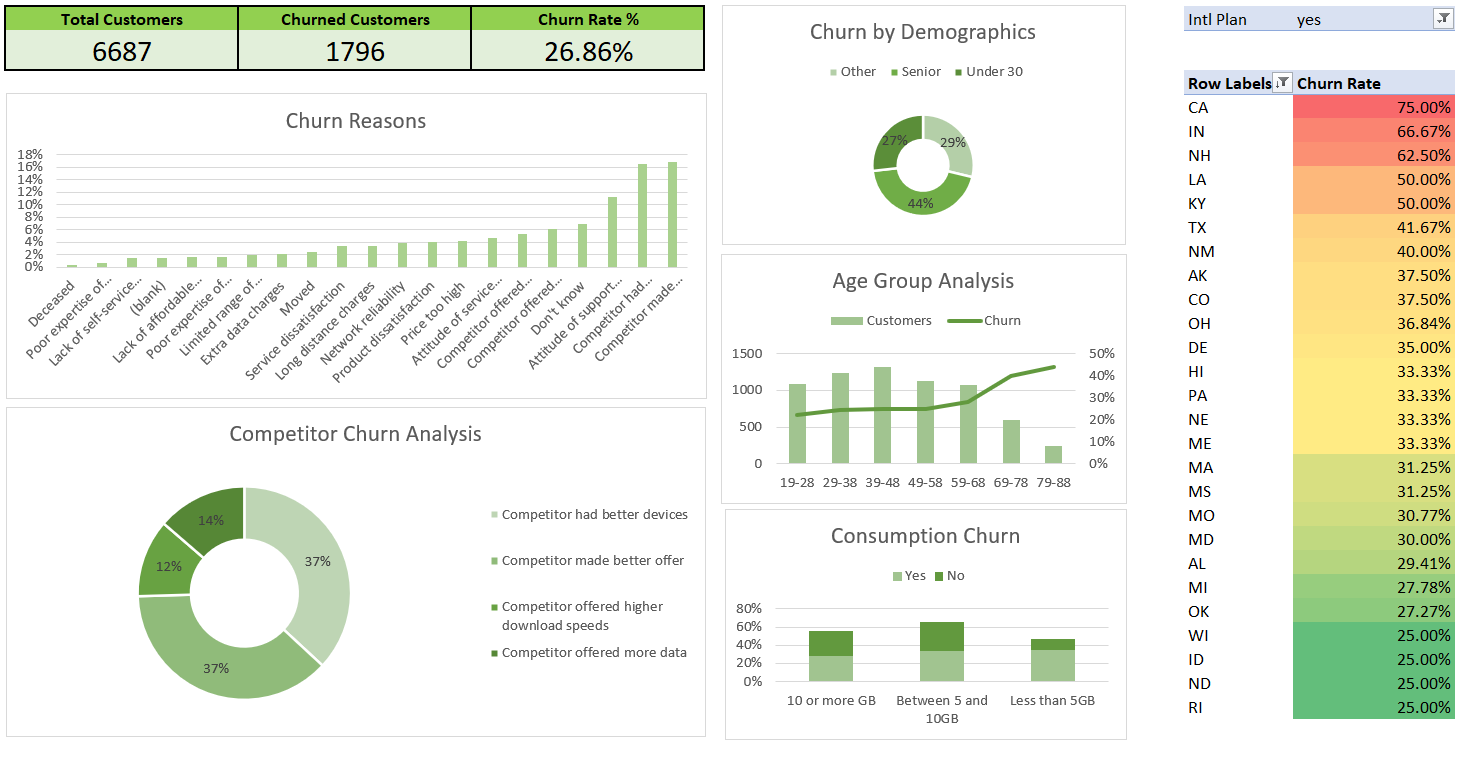 Total Customers
Churned Customers
Churn Rate %
6687
1796
26.86%
Churn Reasons
18%
16%
14%
12%
10%
8%
6%
4%
2%
0%
Deceased
Poor expertise of...
Lack of self-service...
(blank)
Lack of affordable...
Poor expertise of...
Limited range of...
Extra data charges
Moved
Service dissatisfaction
Long distance charges
Network reliability
Product dissatisfaction
Price too high
Attitude of service...
Competitor offered...
Competitor offered...
Don't know
Attitude of support...
Competitor had...
Competitor made...
Competitor Churn Analysis
14%
37%
12%
37%
Competitor had better devices
Competitor made better offer
Competitor offered higher
download speeds
Competitor offered more data
Churn by Demographics
Other Senior Under 30
27%
29%
44%
Age Group Analysis
Customers Churn
1500
1000
500
0
50%
40%
30%
20%
10%
0%
19-28 29-38 39-48 49-58 59-68 69-78 79-88
Consumption Churn
Yes No
80%
60%
40%
20%
0%
10 or more GB
Between 5 and
10GB
Less than 5GB
Intl Plan yes
Row Labels Churn Rate
CA 75.00%
IN 66.67%
NH 62.50%
LA 50.00%
KY 50.00%
TX 41.67%
NM 40.00%
AK 37.50%
CO 37.50%
OH 36.84%
DE 35.00%
HI 33.33%
PA 33.33%
NE 33.33%
ME 33.33%
MA 31.25%
MS 31.25%
MO 30.77%
MD 30.00%
AL 29.41%
MI 27.78%
OK 27.27%
WI 25.00%
ID 25.00%
ND 25.00%
RI 25.00%